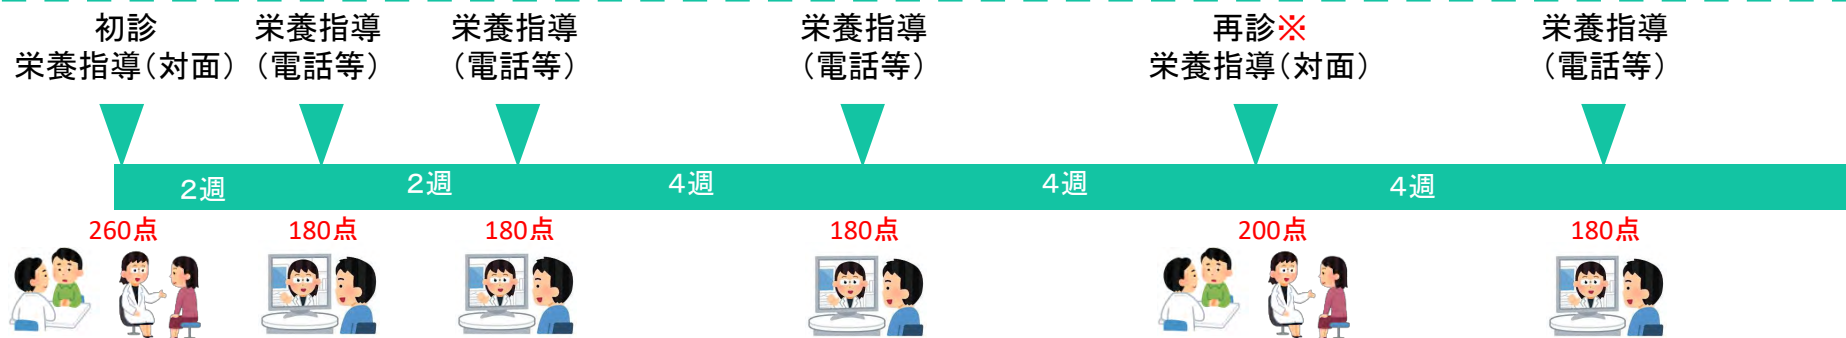 初診
栄養指導（対面）
栄養指導
（電話等）
栄養指導
（電話等）
栄養指導
（電話等）
再診※
栄養指導（対面）
栄養指導
（電話等）
２週
２週
４週
４週
４週
260点
180点
180点
180点
200点
180点